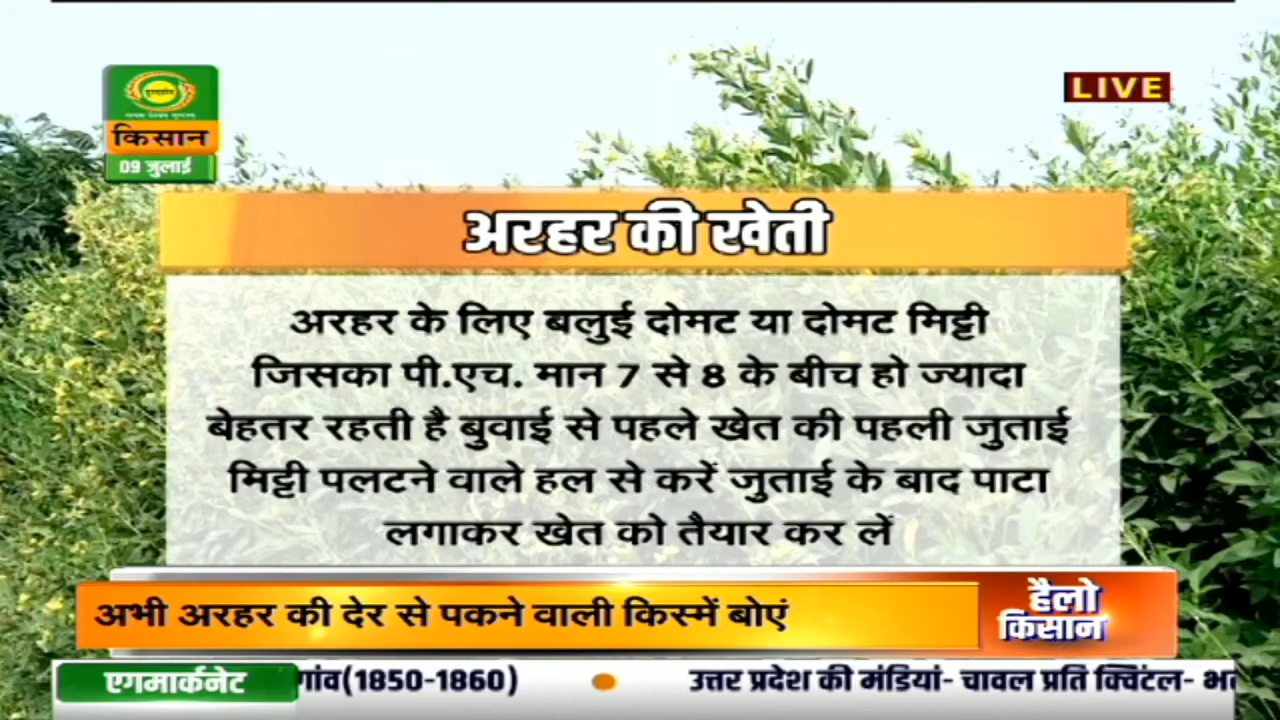 LIVE
किसान
09 जुलाई
अरहर की खेती
अरहर के लिए बलुई दोमट या दोमट मिट्टी
जिसका पी.एच. मान 7 से 8 के बीच हो ज्यादा
बेहतर रहती है बुवाई से पहले खेत की पहली जुताई
मिट्टी पलटने वाले हल से करें जुताई के बाद पाटा
लगाकर खेत को तैयार कर लें
अभी अरहर की देर से पकने वाली किस्में बोएं
हैलो
किसान
एगमार्कनेट
गांव(1850-1860) उत्तर प्रदेश की मंडियां- चावल प्रति क्विंटल-